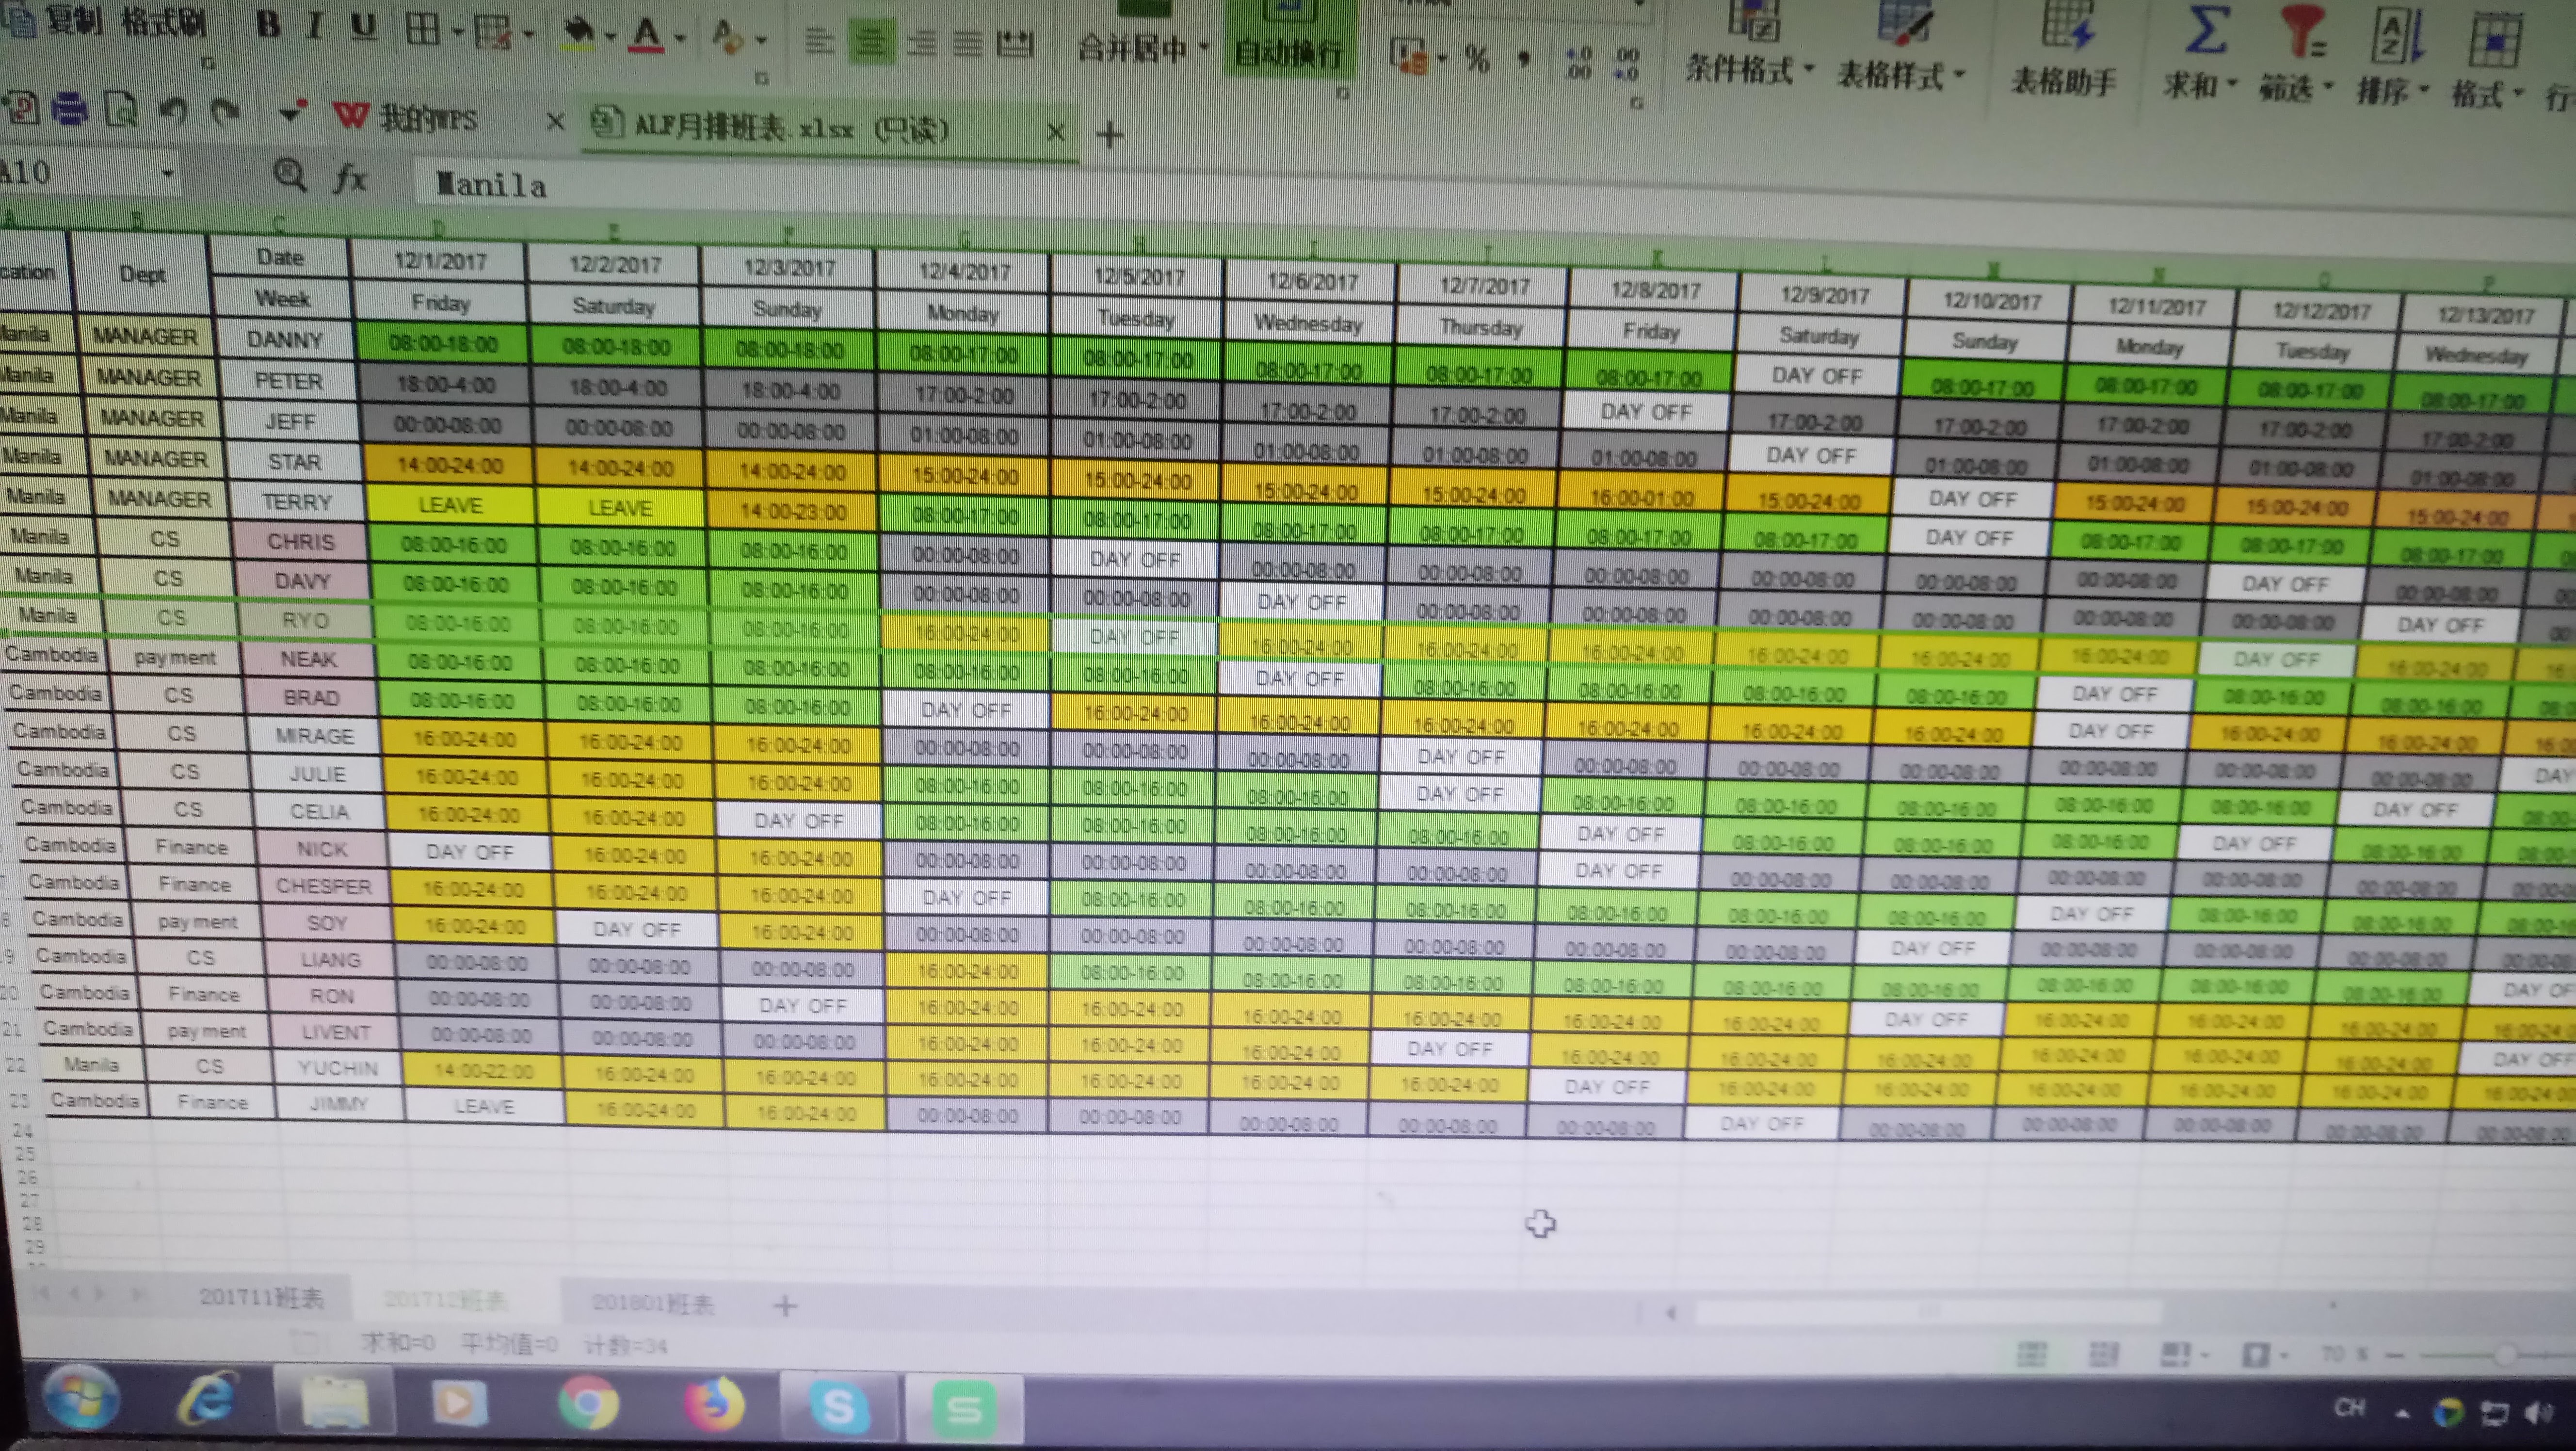 复制 格式刷 B I U A 合并居中 自动换行 % 条件格式 表格样式 表格助手 求和 筛选 排序 格式
我的WPS ALF月排班表.xlsx (只读)
A10 fx Manila
Dept Date 12/1/2017 12/2/2017 12/3/2017 12/4/2017 12/5/2017 12/6/2017 12/7/2017 12/8/2017 12/9/2017 12/10/2017 12/11/2017 12/12/2017 12/13/2017
Week Friday Saturday Sunday Monday Tuesday Wednesday Thursday Friday Saturday Sunday Monday Tuesday Wednesday
Manila MANAGER DANNY 08:00-18:00 08:00-18:00 08:00-18:00 08:00-17:00 08:00-17:00 08:00-17:00 08:00-17:00 08:00-17:00 DAY OFF 08:00-17:00 08:00-17:00 08:00-17:00 08:00-17:00
Manila MANAGER PETER 18:00-4:00 18:00-4:00 18:00-4:00 17:00-2:00 17:00-2:00 17:00-2:00 17:00-2:00 DAY OFF 17:00-2:00 17:00-2:00 17:00-2:00 17:00-2:00 17:00-2:00
Manila MANAGER JEFF 00:00-08:00 00:00-08:00 00:00-08:00 01:00-08:00 01:00-08:00 01:00-08:00 01:00-08:00 01:00-08:00 DAY OFF 01:00-08:00 01:00-08:00 01:00-08:00 01:00-08:00
Manila MANAGER STAR 14:00-24:00 14:00-24:00 14:00-24:00 15:00-24:00 15:00-24:00 15:00-24:00 15:00-24:00 16:00-01:00 15:00-24:00 DAY OFF 15:00-24:00 15:00-24:00 15:00-24:00
Manila MANAGER TERRY LEAVE LEAVE 14:00-23:00 08:00-17:00 08:00-17:00 08:00-17:00 08:00-17:00 08:00-17:00 08:00-17:00 DAY OFF 08:00-17:00 08:00-17:00 08:00-17:00
Manila CS CHRIS 08:00-16:00 08:00-16:00 08:00-16:00 00:00-08:00 DAY OFF 00:00-08:00 00:00-08:00 00:00-08:00 00:00-08:00 00:00-08:00 00:00-08:00 DAY OFF 00:00-08:00
Manila CS DAVY 08:00-16:00 08:00-16:00 08:00-16:00 00:00-08:00 00:00-08:00 DAY OFF 00:00-08:00 00:00-08:00 00:00-08:00 00:00-08:00 00:00-08:00 00:00-08:00 DAY OFF
Manila CS RYO 08:00-16:00 08:00-16:00 08:00-16:00 16:00-24:00 DAY OFF 16:00-24:00 16:00-24:00 16:00-24:00 16:00-24:00 16:00-24:00 16:00-24:00 DAY OFF 16:00-24:00
Cambodia payment NEAK 08:00-16:00 08:00-16:00 08:00-16:00 08:00-16:00 08:00-16:00 DAY OFF 08:00-16:00 08:00-16:00 08:00-16:00 08:00-16:00 DAY OFF 08:00-16:00 08:00-16:00
Cambodia CS BRAD 08:00-16:00 08:00-16:00 08:00-16:00 DAY OFF 16:00-24:00 16:00-24:00 16:00-24:00 16:00-24:00 16:00-24:00 16:00-24:00 DAY OFF 16:00-24:00 16:00-24:00
Cambodia CS MIRAGE 16:00-24:00 16:00-24:00 16:00-24:00 00:00-08:00 00:00-08:00 00:00-08:00 DAY OFF 00:00-08:00 00:00-08:00 00:00-08:00 00:00-08:00 00:00-08:00 00:00-08:00 DAY
Cambodia CS JULIE 16:00-24:00 16:00-24:00 16:00-24:00 08:00-16:00 08:00-16:00 08:00-16:00 DAY OFF 08:00-16:00 08:00-16:00 08:00-16:00 08:00-16:00 08:00-16:00 DAY OFF
Cambodia CS CELIA 16:00-24:00 16:00-24:00 DAY OFF 08:00-16:00 08:00-16:00 08:00-16:00 08:00-16:00 DAY OFF 08:00-16:00 08:00-16:00 08:00-16:00 DAY OFF 08:00-16:00
Cambodia Finance NICK DAY OFF 16:00-24:00 16:00-24:00 00:00-08:00 00:00-08:00 00:00-08:00 00:00-08:00 DAY OFF 00:00-08:00 00:00-08:00 00:00-08:00 00:00-08:00 00:00-08:00
Cambodia Finance CHESPER 16:00-24:00 16:00-24:00 16:00-24:00 DAY OFF 08:00-16:00 08:00-16:00 08:00-16:00 08:00-16:00 08:00-16:00 08:00-16:00 DAY OFF 08:00-16:00 08:00-16:00
Cambodia payment SOY 16:00-24:00 DAY OFF 16:00-24:00 00:00-08:00 00:00-08:00 00:00-08:00 00:00-08:00 00:00-08:00 00:00-08:00 DAY OFF 00:00-08:00 00:00-08:00 00:00-08:00
Cambodia CS LIANG 00:00-08:00 00:00-08:00 00:00-08:00 16:00-24:00 08:00-16:00 08:00-16:00 08:00-16:00 08:00-16:00 08:00-16:00 08:00-16:00 08:00-16:00 08:00-16:00 08:00-16:00 DAY OF
20 Cambodia Finance RON 00:00-08:00 00:00-08:00 DAY OFF 16:00-24:00 16:00-24:00 16:00-24:00 16:00-24:00 16:00-24:00 16:00-24:00 DAY OFF 16:00-24:00 16:00-24:00 16:00-24:00
21 Cambodia payment LIVENT 00:00-08:00 00:00-08:00 00:00-08:00 16:00-24:00 16:00-24:00 16:00-24:00 DAY OFF 16:00-24:00 16:00-24:00 16:00-24:00 16:00-24:00 16:00-24:00 16:00-24:00 DAY OFF
22 Manila CS YUCHIN 14:00-22:00 16:00-24:00 16:00-24:00 16:00-24:00 16:00-24:00 16:00-24:00 16:00-24:00 DAY OFF 16:00-24:00 16:00-24:00 16:00-24:00 16:00-24:00 16:00-24:00
23 Cambodia Finance JIMMY LEAVE 16:00-24:00 16:00-24:00 00:00-08:00 00:00-08:00 00:00-08:00 00:00-08:00 00:00-08:00 DAY OFF 00:00-08:00 00:00-08:00 00:00-08:00 00:00-08:00
24
25
26
27
28
29
201711班表 201712班表 201801班表
求和=0 平均值=0 计数=34 70 %
CH